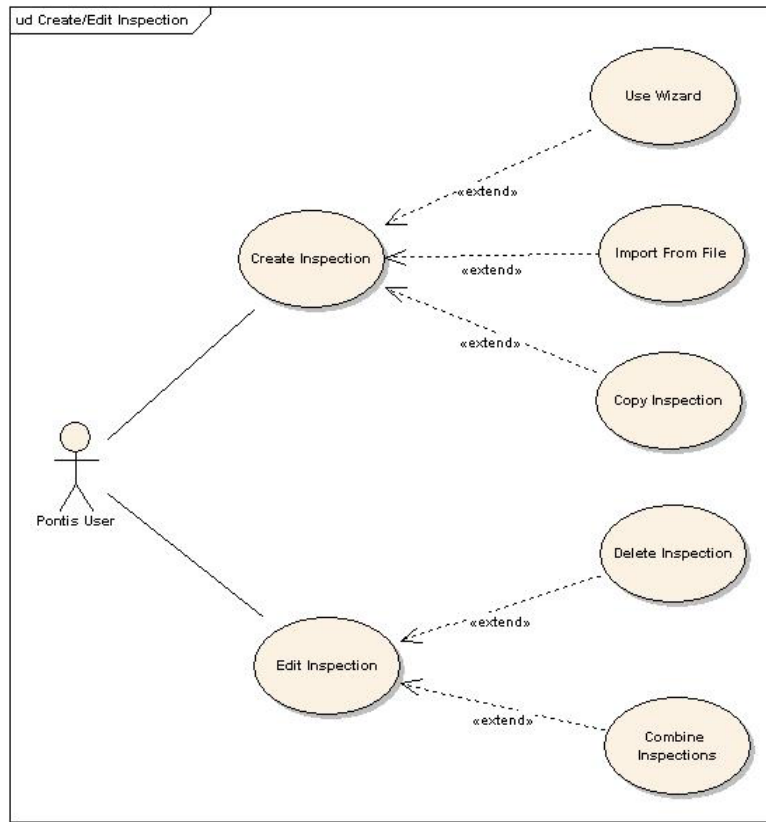 ud Create/Edit Inspection
Use Wizard
«extend»
Create Inspection
Import From File
«extend»
«extend»
Copy Inspection
Pontis User
Delete Inspection
«extend»
Edit Inspection
«extend»
Combine
Inspections